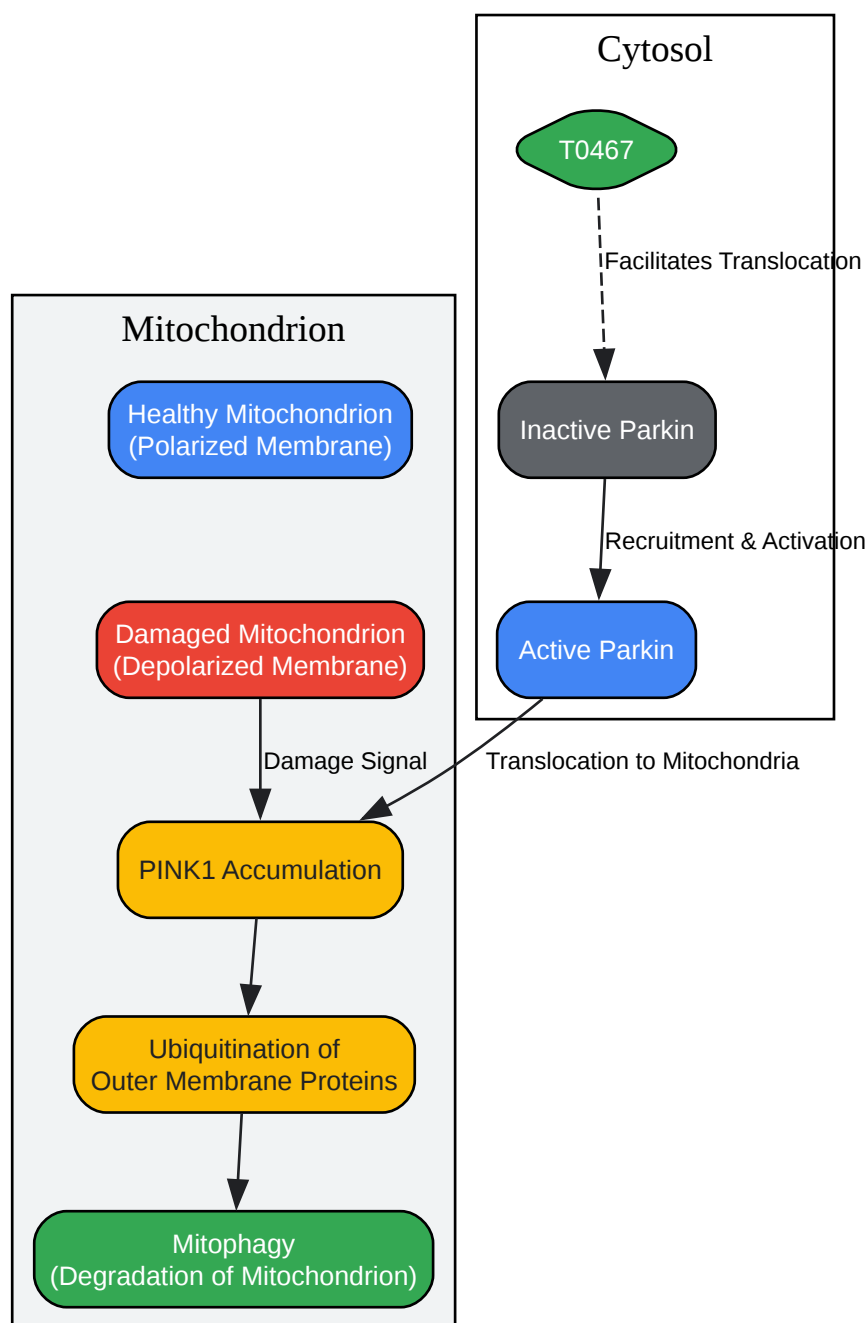 Cytosol
T0467
Facilitates Translocation
Mitochondrion
Healthy Mitochondrion
(Polarized Membrane)
Inactive Parkin
Recruitment & Activation
Damaged Mitochondrion
(Depolarized Membrane)
Active Parkin
Damage Signal
Translocation to Mitochondria
PINK1 Accumulation
Ubiquitination of
Outer Membrane Proteins
Mitophagy
(Degradation of Mitochondrion)